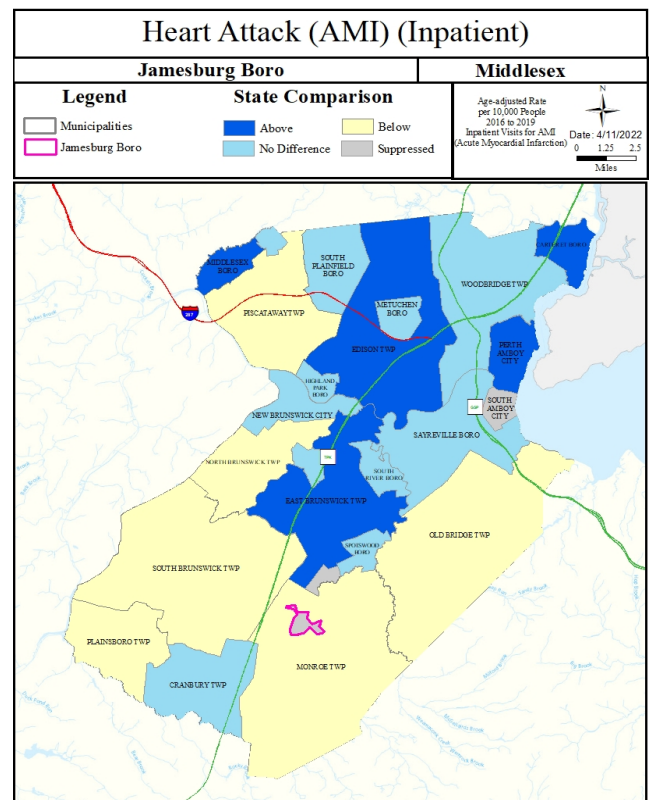 Heart Attack (AMI) (Inpatient)
Jamesburg Boro
Middlesex
Legend
Municipalities
Jamesburg Boro
State Comparison
Above
No Difference
Below
Suppressed
Age-adjusted Rate
per 10,000 People
2016 to 2019
Inpatient Visits for AMI
(Acute Myocardial Infarction)
N
Date: 4/11/2022
0 1.25 2.5
Miles
MIDDLESEX
BORO
SOUTH
PLAINFIELD
BORO
CARTERET BORO
WOODBRIDGE TWP
287
PISCATAWAY TWP
METUCHEN
BORO
EDISON TWP
PERTH
AMBOY
CITY
HIGHLAND
PARK
BORO
SOUTH
AMBOY
CITY
NEW BRUNSWICK CITY
SAYREVILLE BORO
NORTH BRUNSWICK TWP
SOUTH
RIVER BORO
EAST BRUNSWICK TWP
OLD BRIDGE TWP
SPOTSWOOD
BORO
SOUTH BRUNSWICK TWP
PLAINSBORO TWP
MONROE TWP
CRANBURY TWP